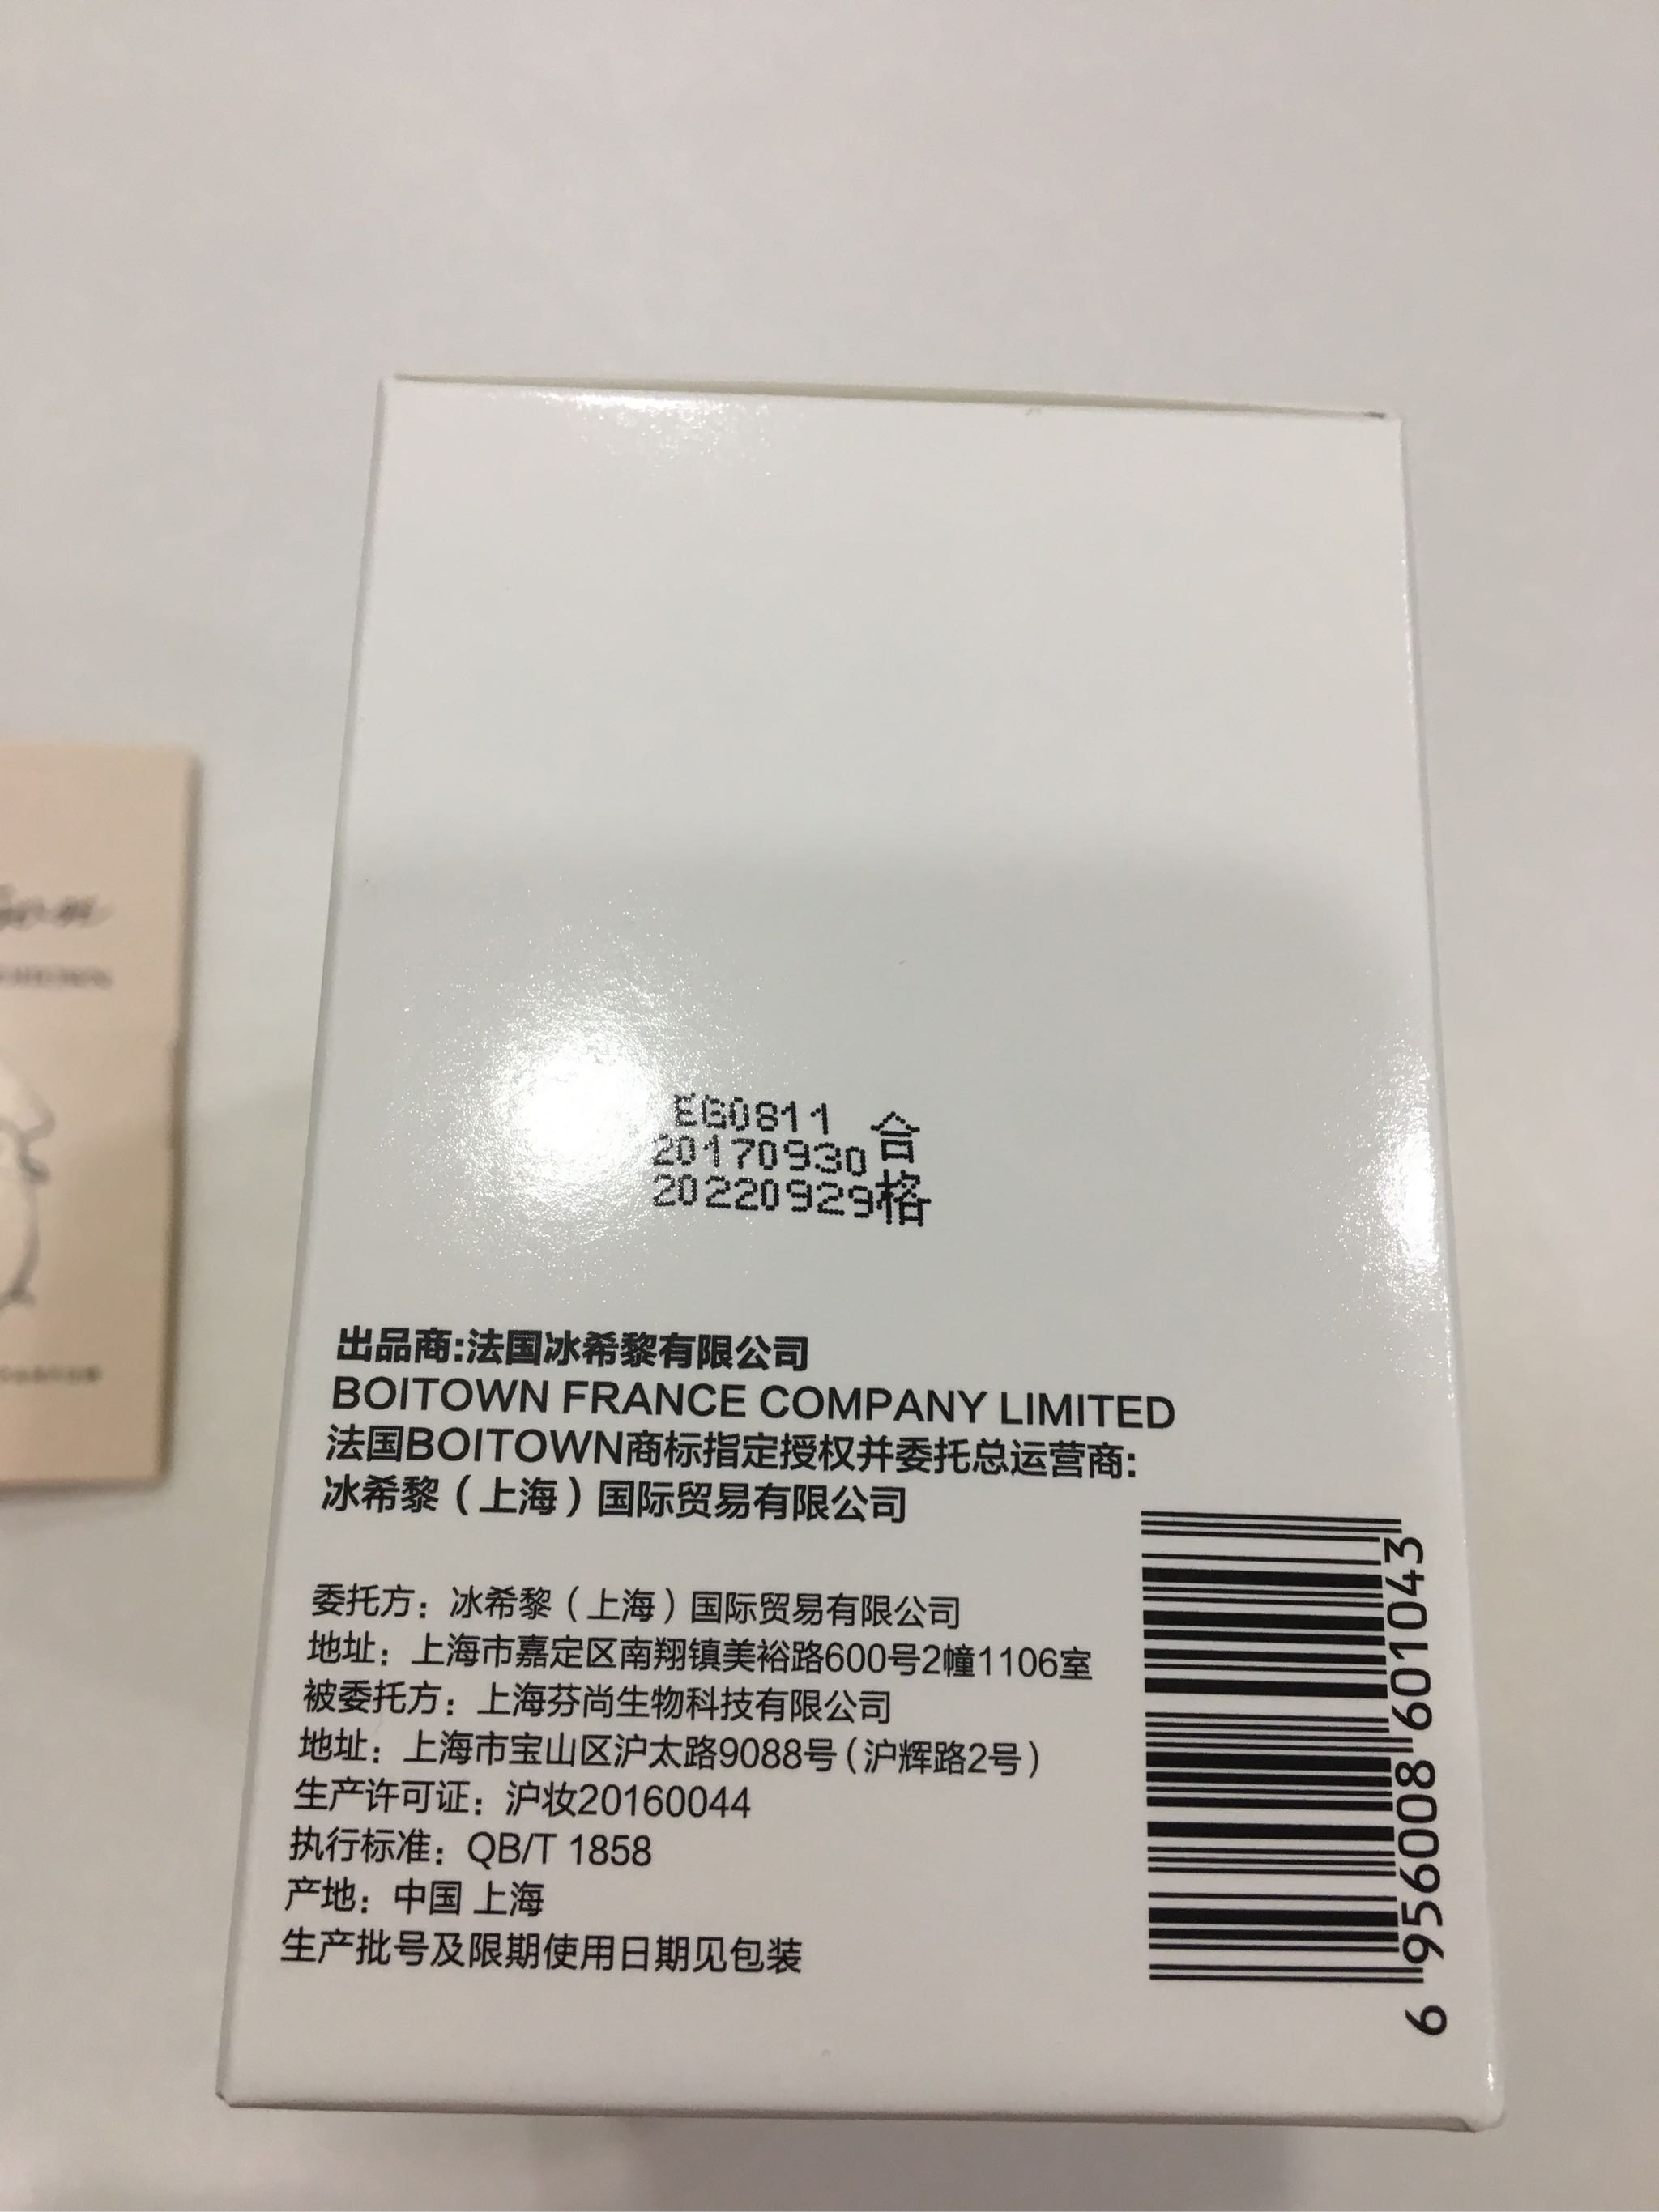 EG0811
20170930
20220929
合格
出品商:法国冰希黎有限公司
BOITOWN FRANCE COMPANY LIMITED
法国BOITOWN商标指定授权并委托总运营商:
冰希黎（上海）国际贸易有限公司
委托方：冰希黎（上海）国际贸易有限公司
地址：上海市嘉定区南翔镇美裕路600号2幢1106室
被委托方：上海芬尚生物科技有限公司
地址：上海市宝山区沪太路9088号(沪辉路2号)
生产许可证：沪妆20160044
执行标准：QB/T 1858
产地：中国 上海
生产批号及限期使用日期见包装
6 956008 601043